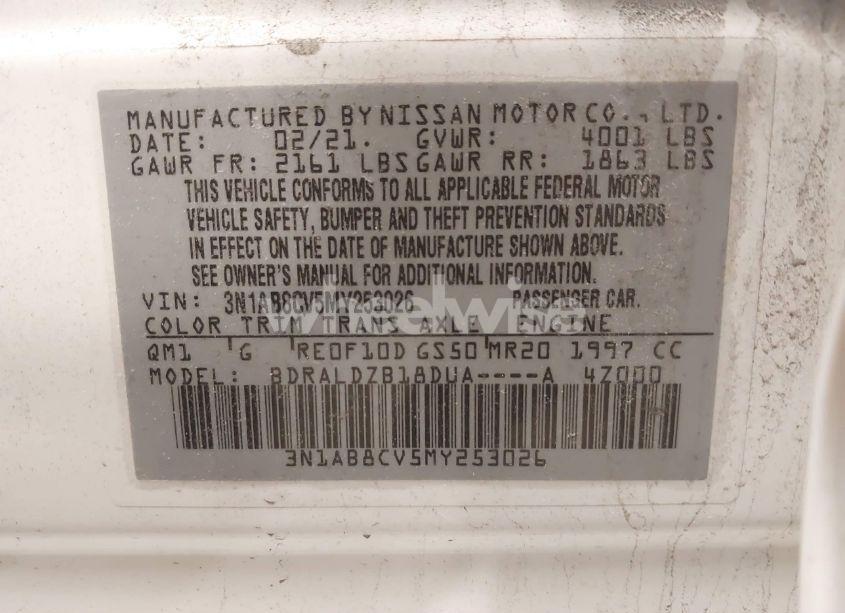 MANUFACTURED BY NISSAN MOTOR CO., LTD.
DATE: 02/21. GVWR: 4001 LBS
GAWR FR: 2161 LBS GAWR RR: 1863 LBS
THIS VEHICLE CONFORMS TO ALL APPLICABLE FEDERAL MOTOR
VEHICLE SAFETY, BUMPER AND THEFT PREVENTION STANDARDS
IN EFFECT ON THE DATE OF MANUFACTURE SHOWN ABOVE.
SEE OWNER'S MANUAL FOR ADDITIONAL INFORMATION.
VIN: 3N1AB8CV5MY253026 PASSENGER CAR.
COLOR TRIM TRANS AXLE ENGINE
QM1 G RE0F10D GS50 MR20 1997 CC
MODEL: BDRALDZB18DUA----A 4Z000
3N1AB8CV5MY253026